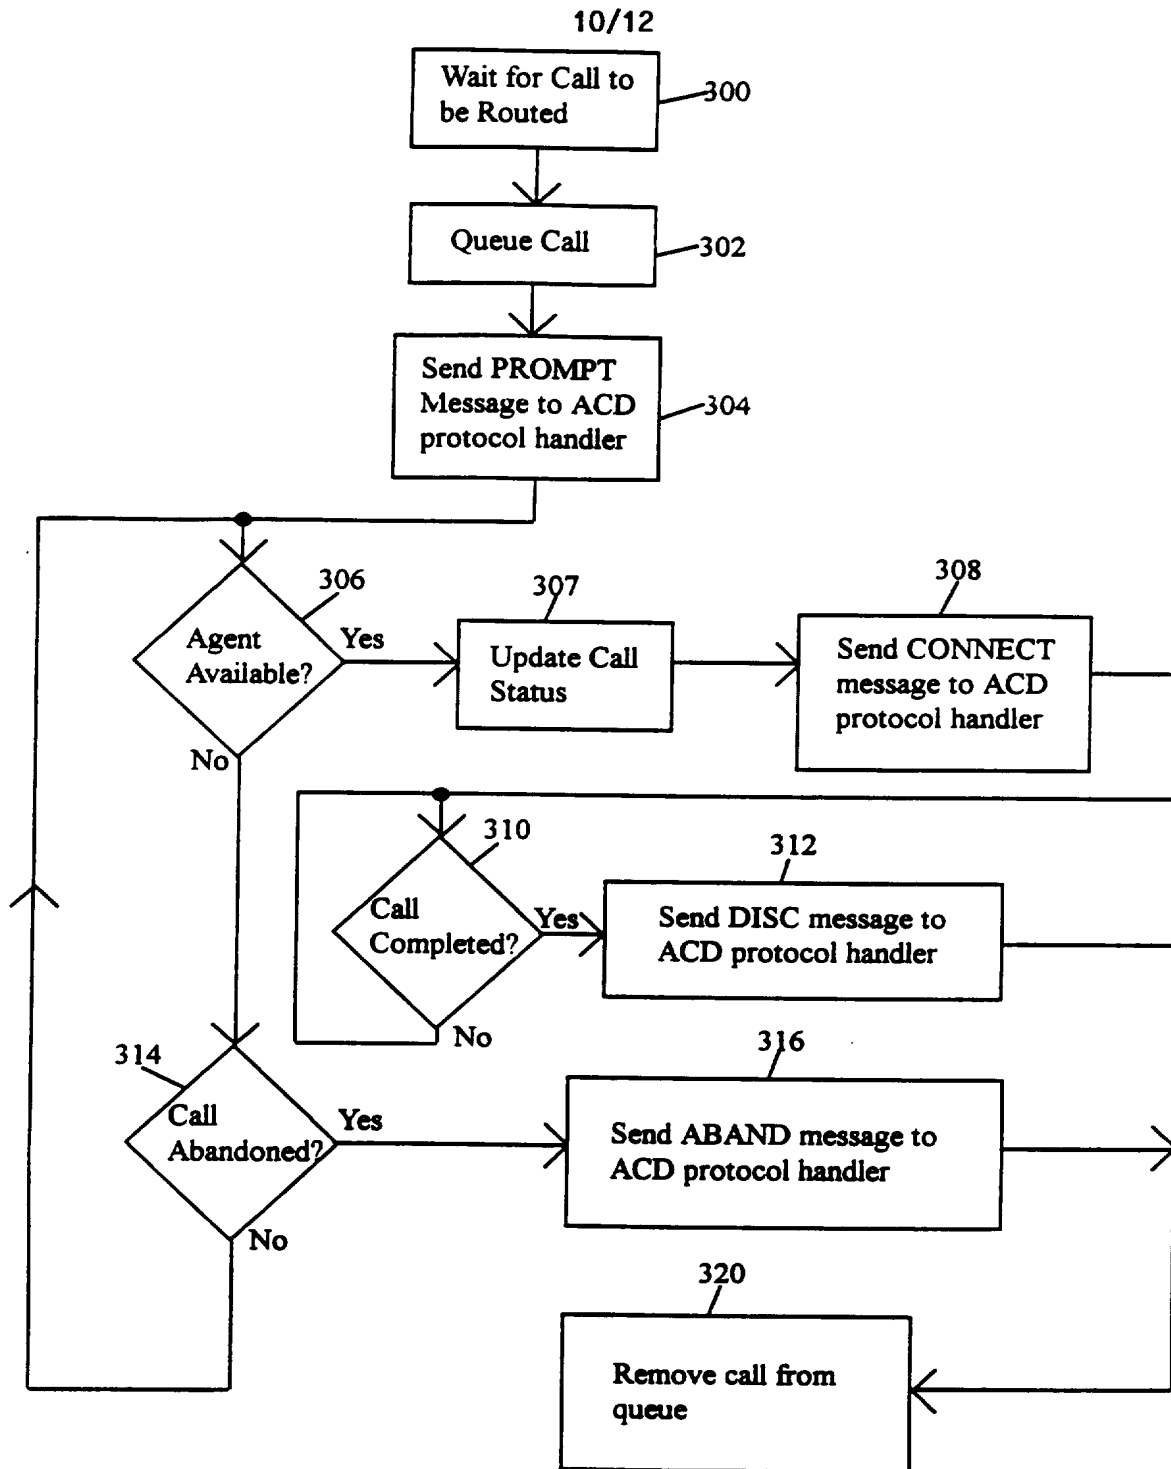 10/12
Wait for Call to
be Routed
300
Queue Call
302
Send PROMPT
Message to ACD
protocol handler
304
306
Agent
Available?
Yes
No
307
Update Call
Status
308
Send CONNECT
message to ACD
protocol handler
310
Call
Completed?
Yes
No
312
Send DISC message to
ACD protocol handler
314
Call
Abandoned?
Yes
No
316
Send ABAND message to
ACD protocol handler
320
Remove call from
queue